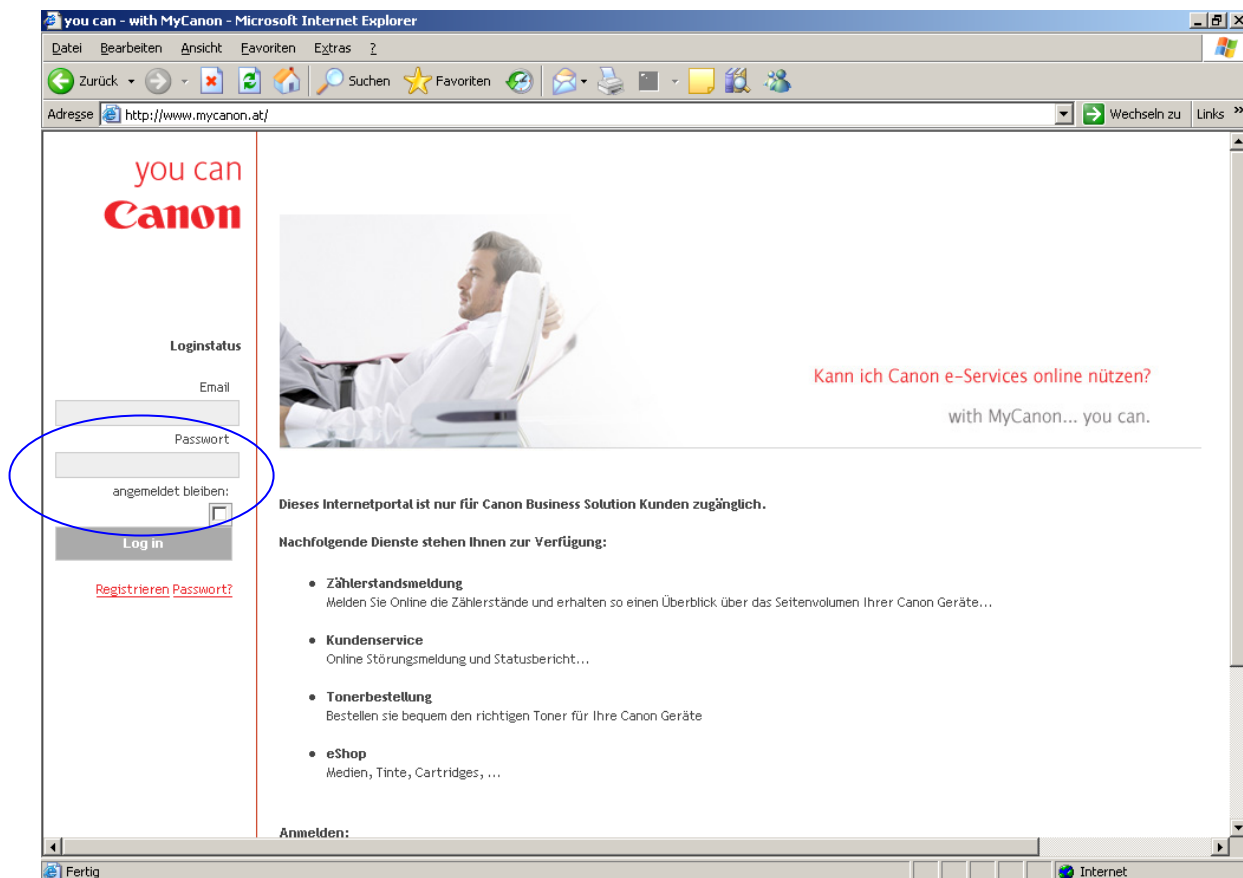 you can - with MyCanon - Microsoft Internet Explorer
Datei Bearbeiten Ansicht Favoriten Extras ?
Zurück Suchen Favoriten
Adresse http://www.mycanon.at/ Wechseln zu Links »
you can
Canon
Loginstatus
Email
Passwort
angemeldet bleiben:
Log in
Registrieren Passwort?
Kann ich Canon e-Services online nützen?
with MyCanon... you can.
Dieses Internetportal ist nur für Canon Business Solution Kunden zugänglich.
Nachfolgende Dienste stehen Ihnen zur Verfügung:
• Zählerstandsmeldung
Melden Sie Online die Zählerstände und erhalten so einen Überblick über das Seitenvolumen Ihrer Canon Geräte...
• Kundenservice
Online Störungsmeldung und Statusbericht...
• Tonerbestellung
Bestellen sie bequem den richtigen Toner für Ihre Canon Geräte
• eShop
Medien, Tinte, Cartridges, ...
Anmelden:
Fertig Internet